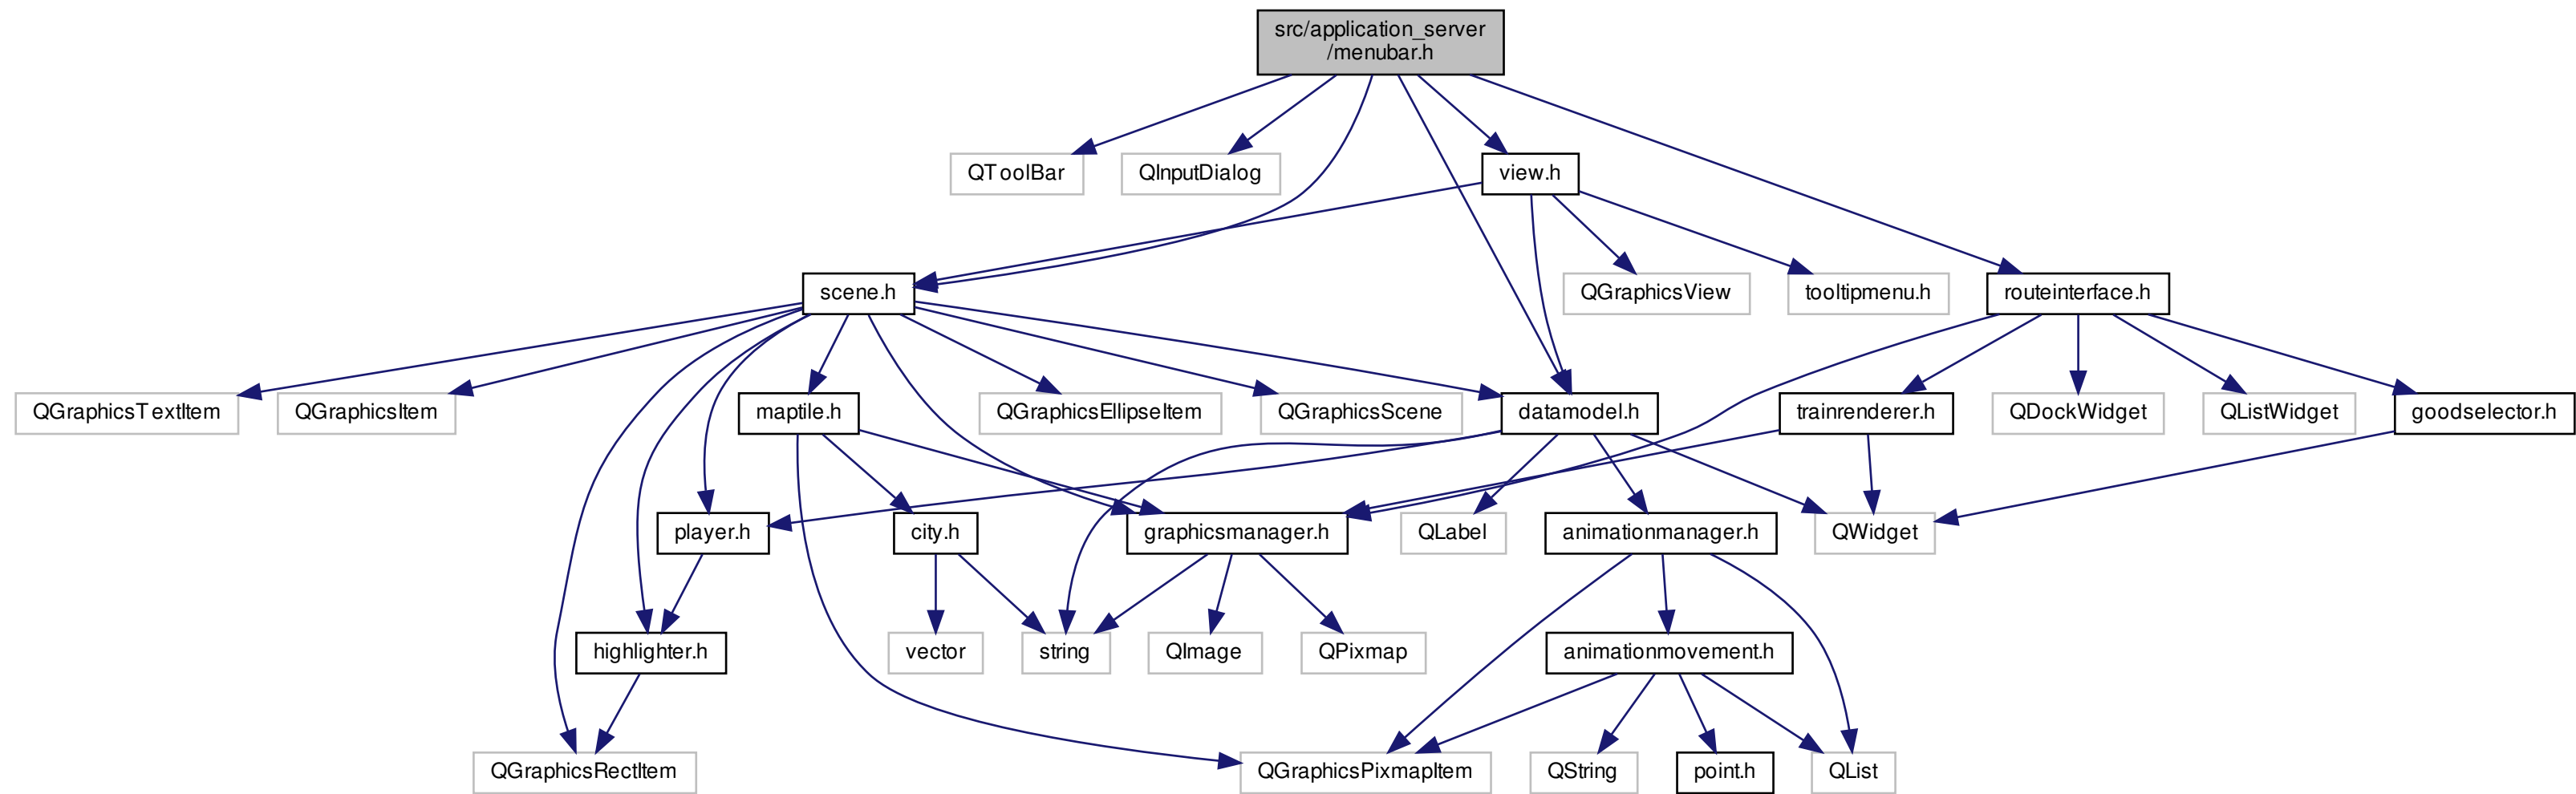 src/application_server
/menubar.h
QToolBar
QInputDialog
view.h
scene.h
QGraphicsView
tooltipmenu.h
routeinterface.h
QGraphicsTextItem
QGraphicsItem
maptile.h
QGraphicsEllipseItem
QGraphicsScene
datamodel.h
trainrenderer.h
QDockWidget
QListWidget
goodselector.h
player.h
city.h
graphicsmanager.h
QLabel
animationmanager.h
QWidget
highlighter.h
vector
string
QImage
QPixmap
animationmovement.h
QGraphicsRectItem
QGraphicsPixmapItem
QString
point.h
QList